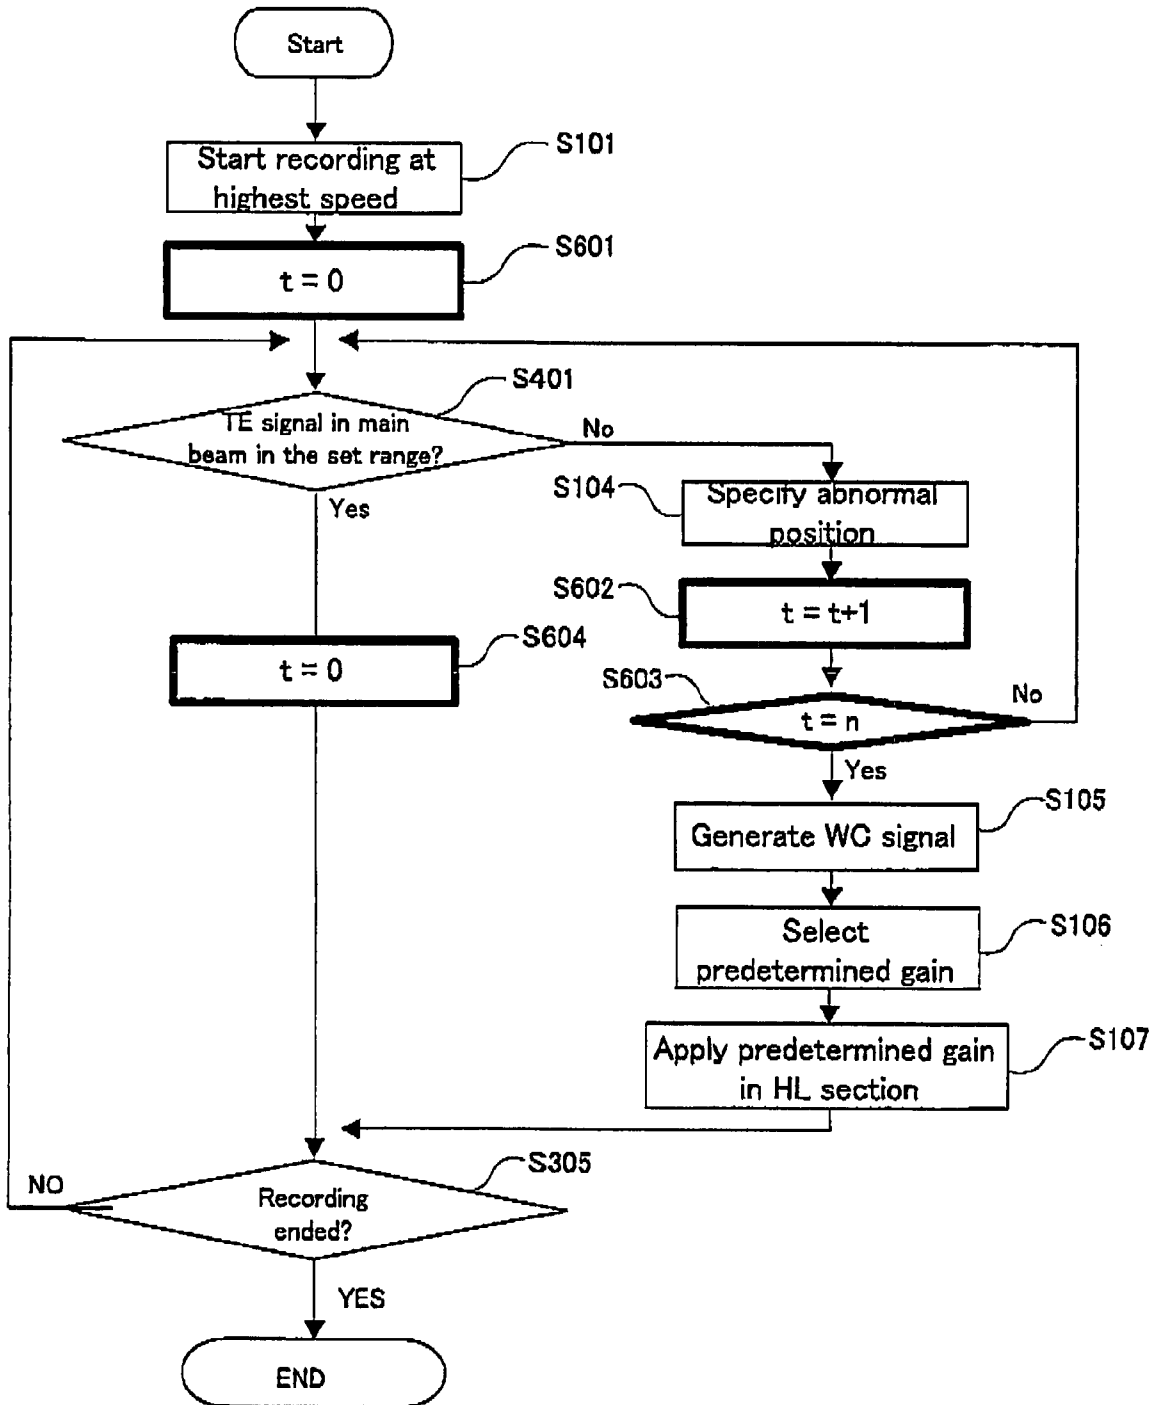 Start
S101
Start recording at
highest speed
S601
t = 0
S401
TE signal in main
beam in the set range?
No
Yes
S104
Specify abnormal
position
S602
t = t+1
S604
t = 0
S603
t = n
No
Yes
S105
Generate WC signal
S106
Select
predetermined gain
S107
Apply predetermined gain
in HL section
S305
Recording
ended?
NO
YES
END